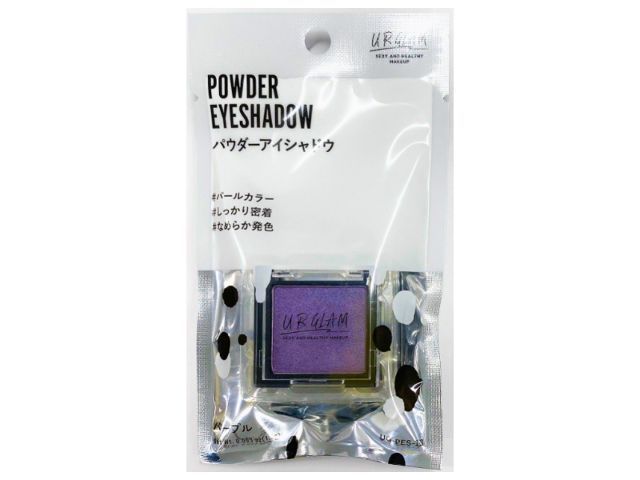 UR GLAM
SEXY AND HEALTHY
MAKEUP
POWDER
EYESHADOW
パウダーアイシャドウ
#パールカラー
#しっかり密着
#なめらか発色
UR GLAM
SEXY AND HEALTHY MAKEUP
パープル